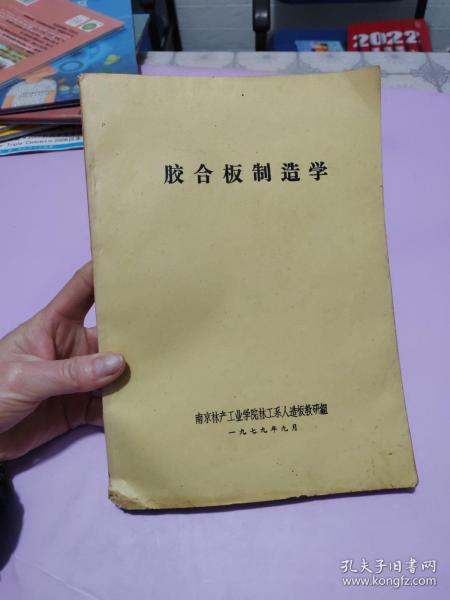 2022
胶合板制造学
南京林产工业学院林工系人造板教研组
一九七九年九月
孔夫子旧书网
www.kongfz.com